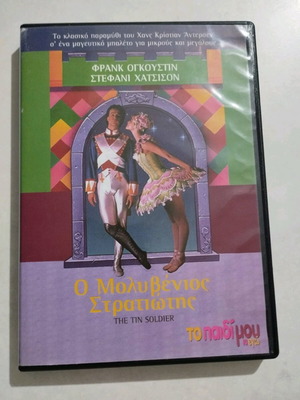 Το κλασικό παραμύθι του Χανς Κρίστιαν Άντερσεν
σ' ένα μαγευτικό μπαλέτο για μικρούς και μεγάλους
ΦΡΑΝΚ ΟΓΚΟΥΣΤΙΝ
ΣΤΕΦΑΝΙ ΧΑΤΣΙΣΟΝ
Ο Μολυβένιος
Στρατιώτης
THE TIN SOLDIER
το παιδί μου